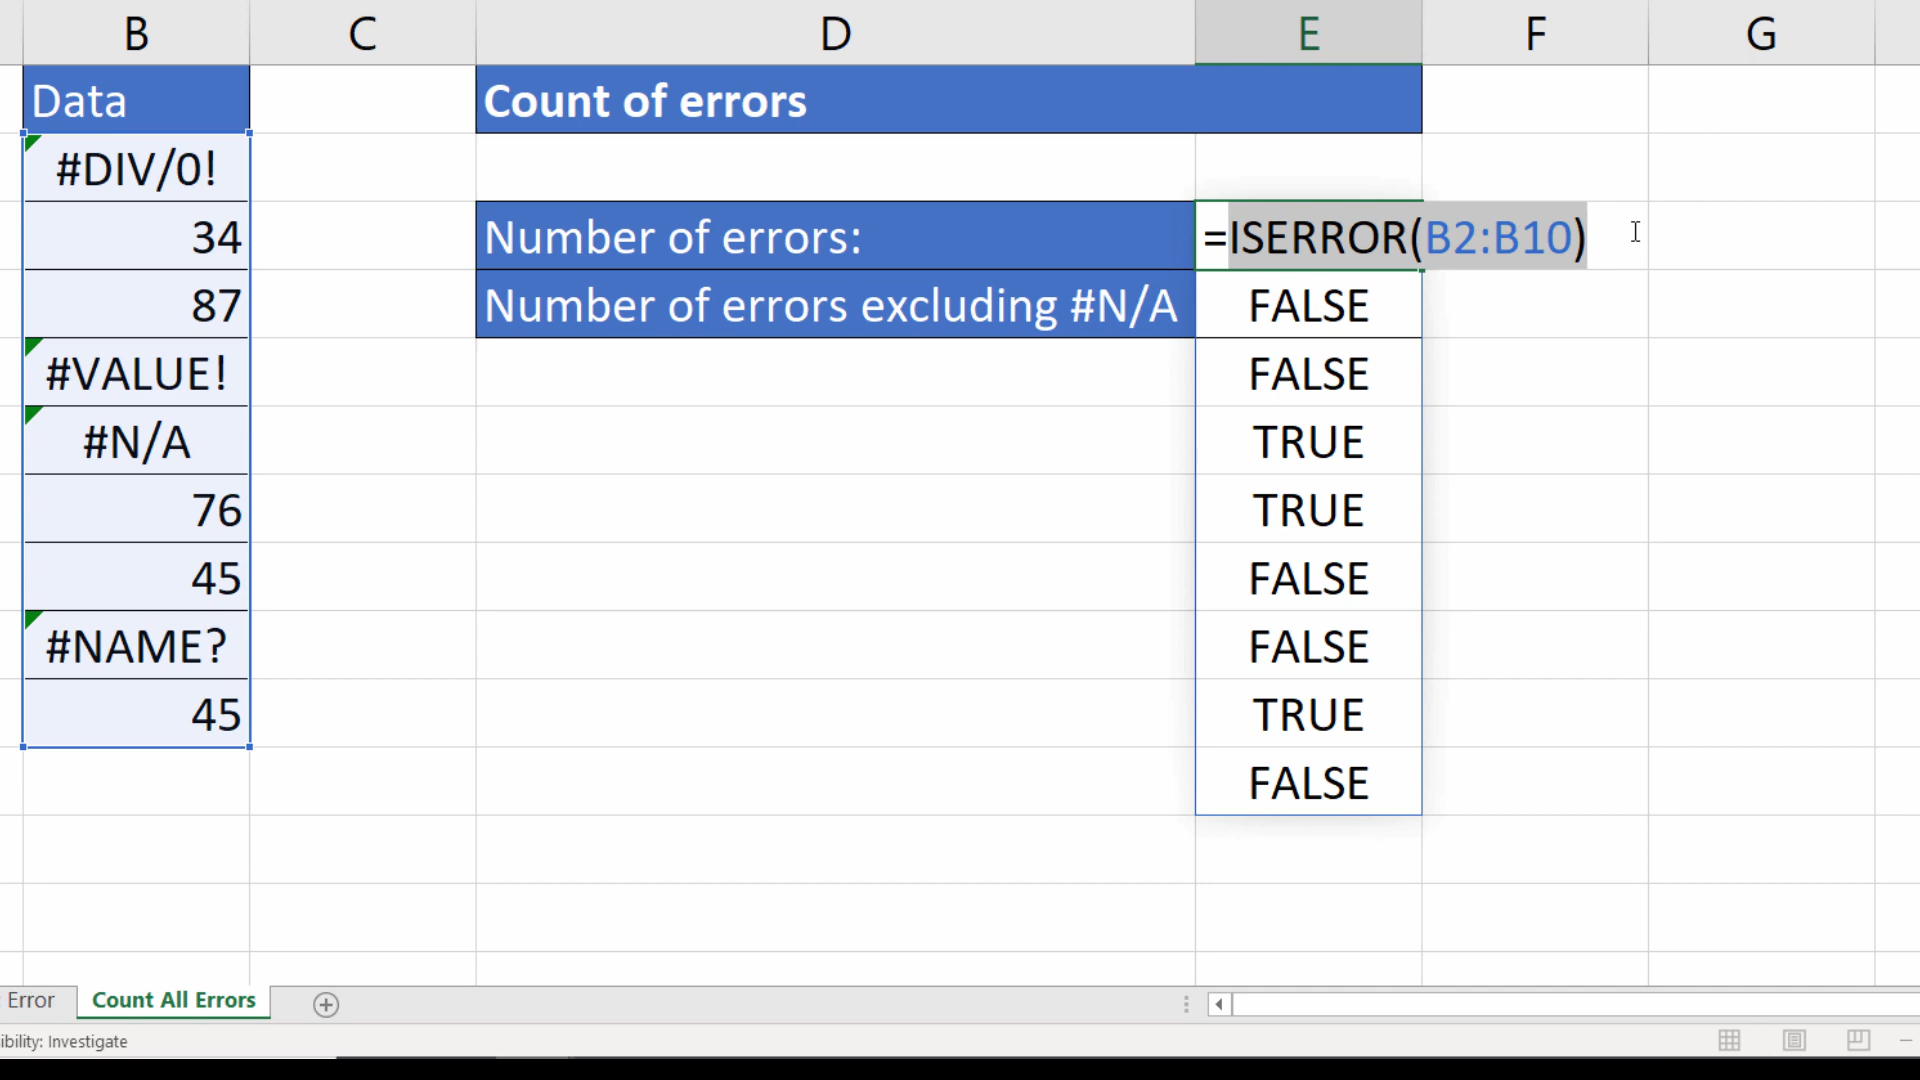 B C D E F G
Data Count of errors
#DIV/0!
34 Number of errors: =ISERROR(B2:B10)
87 Number of errors excluding #N/A FALSE
#VALUE! FALSE
#N/A TRUE
76 TRUE
45 FALSE
#NAME? FALSE
45 TRUE
FALSE
Error Count All Errors
ibility: Investigate